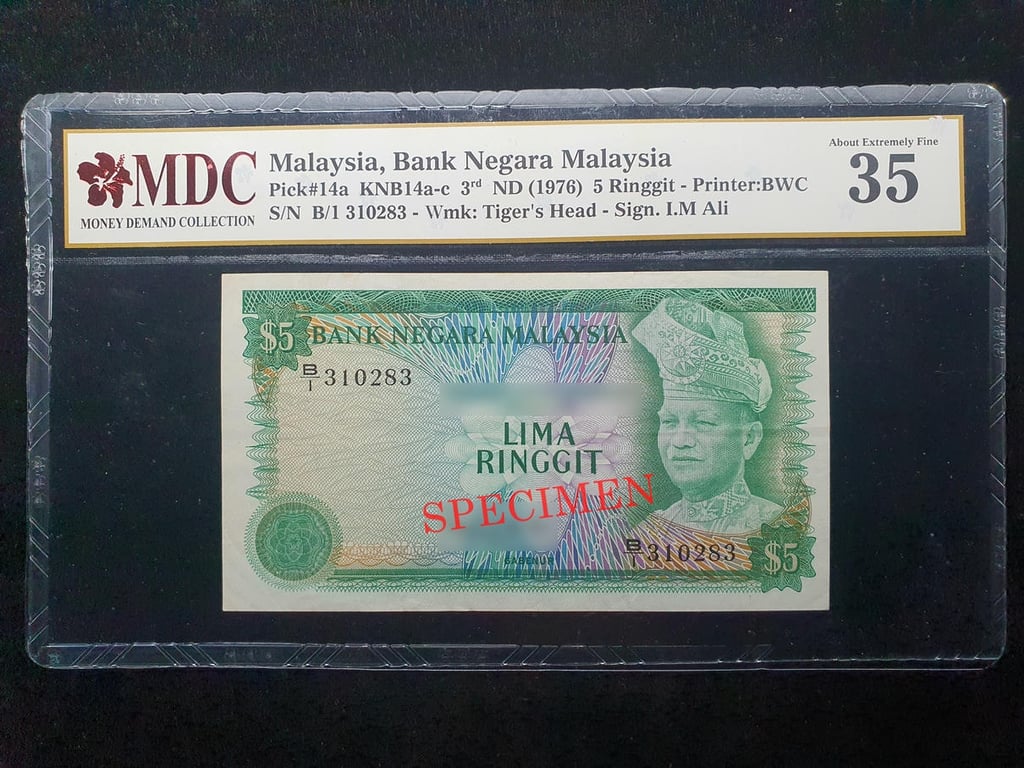 MDC
MONEY DEMAND COLLECTION
Malaysia, Bank Negara Malaysia
Pick#14a KNB14a-c 3rd ND (1976) 5 Ringgit - Printer:BWC
S/N B/1 310283 - Wmk: Tiger's Head - Sign. I.M Ali
About Extremely Fine
35
$5 BANK NEGARA MALAYSIA
B/1 310283
LIMA
RINGGIT
SPECIMEN
B/1 310283 $5